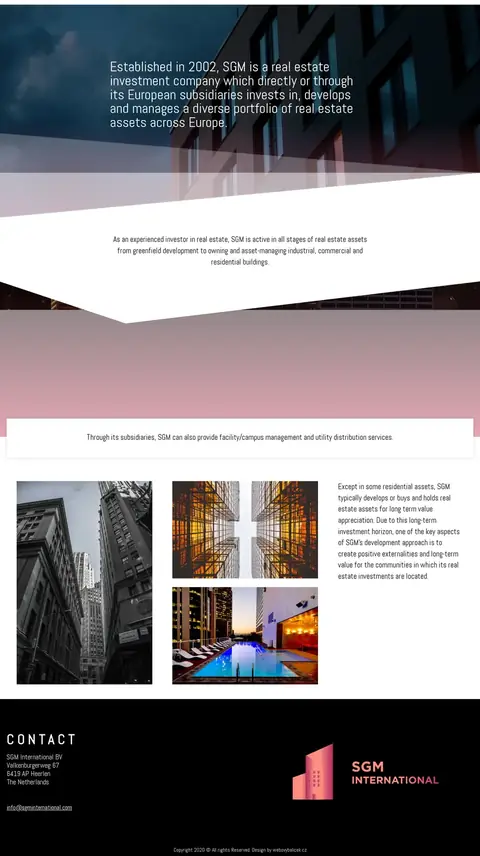 Established in 2002, SGM is a real estate
investment company which directly or through
its European subsidiaries invests in, develops
and manages a diverse portfolio of real estate
assets across Europe.
As an experienced investor in real estate, SGM is active in all stages of real estate assets
from greenfield development to owning and asset-managing industrial, commercial and
residential buildings.
Through its subsidiaries, SGM can also provide facility/campus management and utility distribution services.
Except in some residential assets, SGM
typically develops or buys and holds real
estate assets for long term value
appreciation. Due to this long-term
investment horizon, one of the key aspects
of SGM's development approach is to
create positive externalities and long-term
value for the communities in which its real
estate investments are located.
CONTACT
SGM International BV
Valkenburgerweg 67
6419 AP Heerlen
The Netherlands
info@sgminternational.com
SGM
INTERNATIONAL
Copyright 2020 © All rights Reserved. Design by webovybalicek.cz